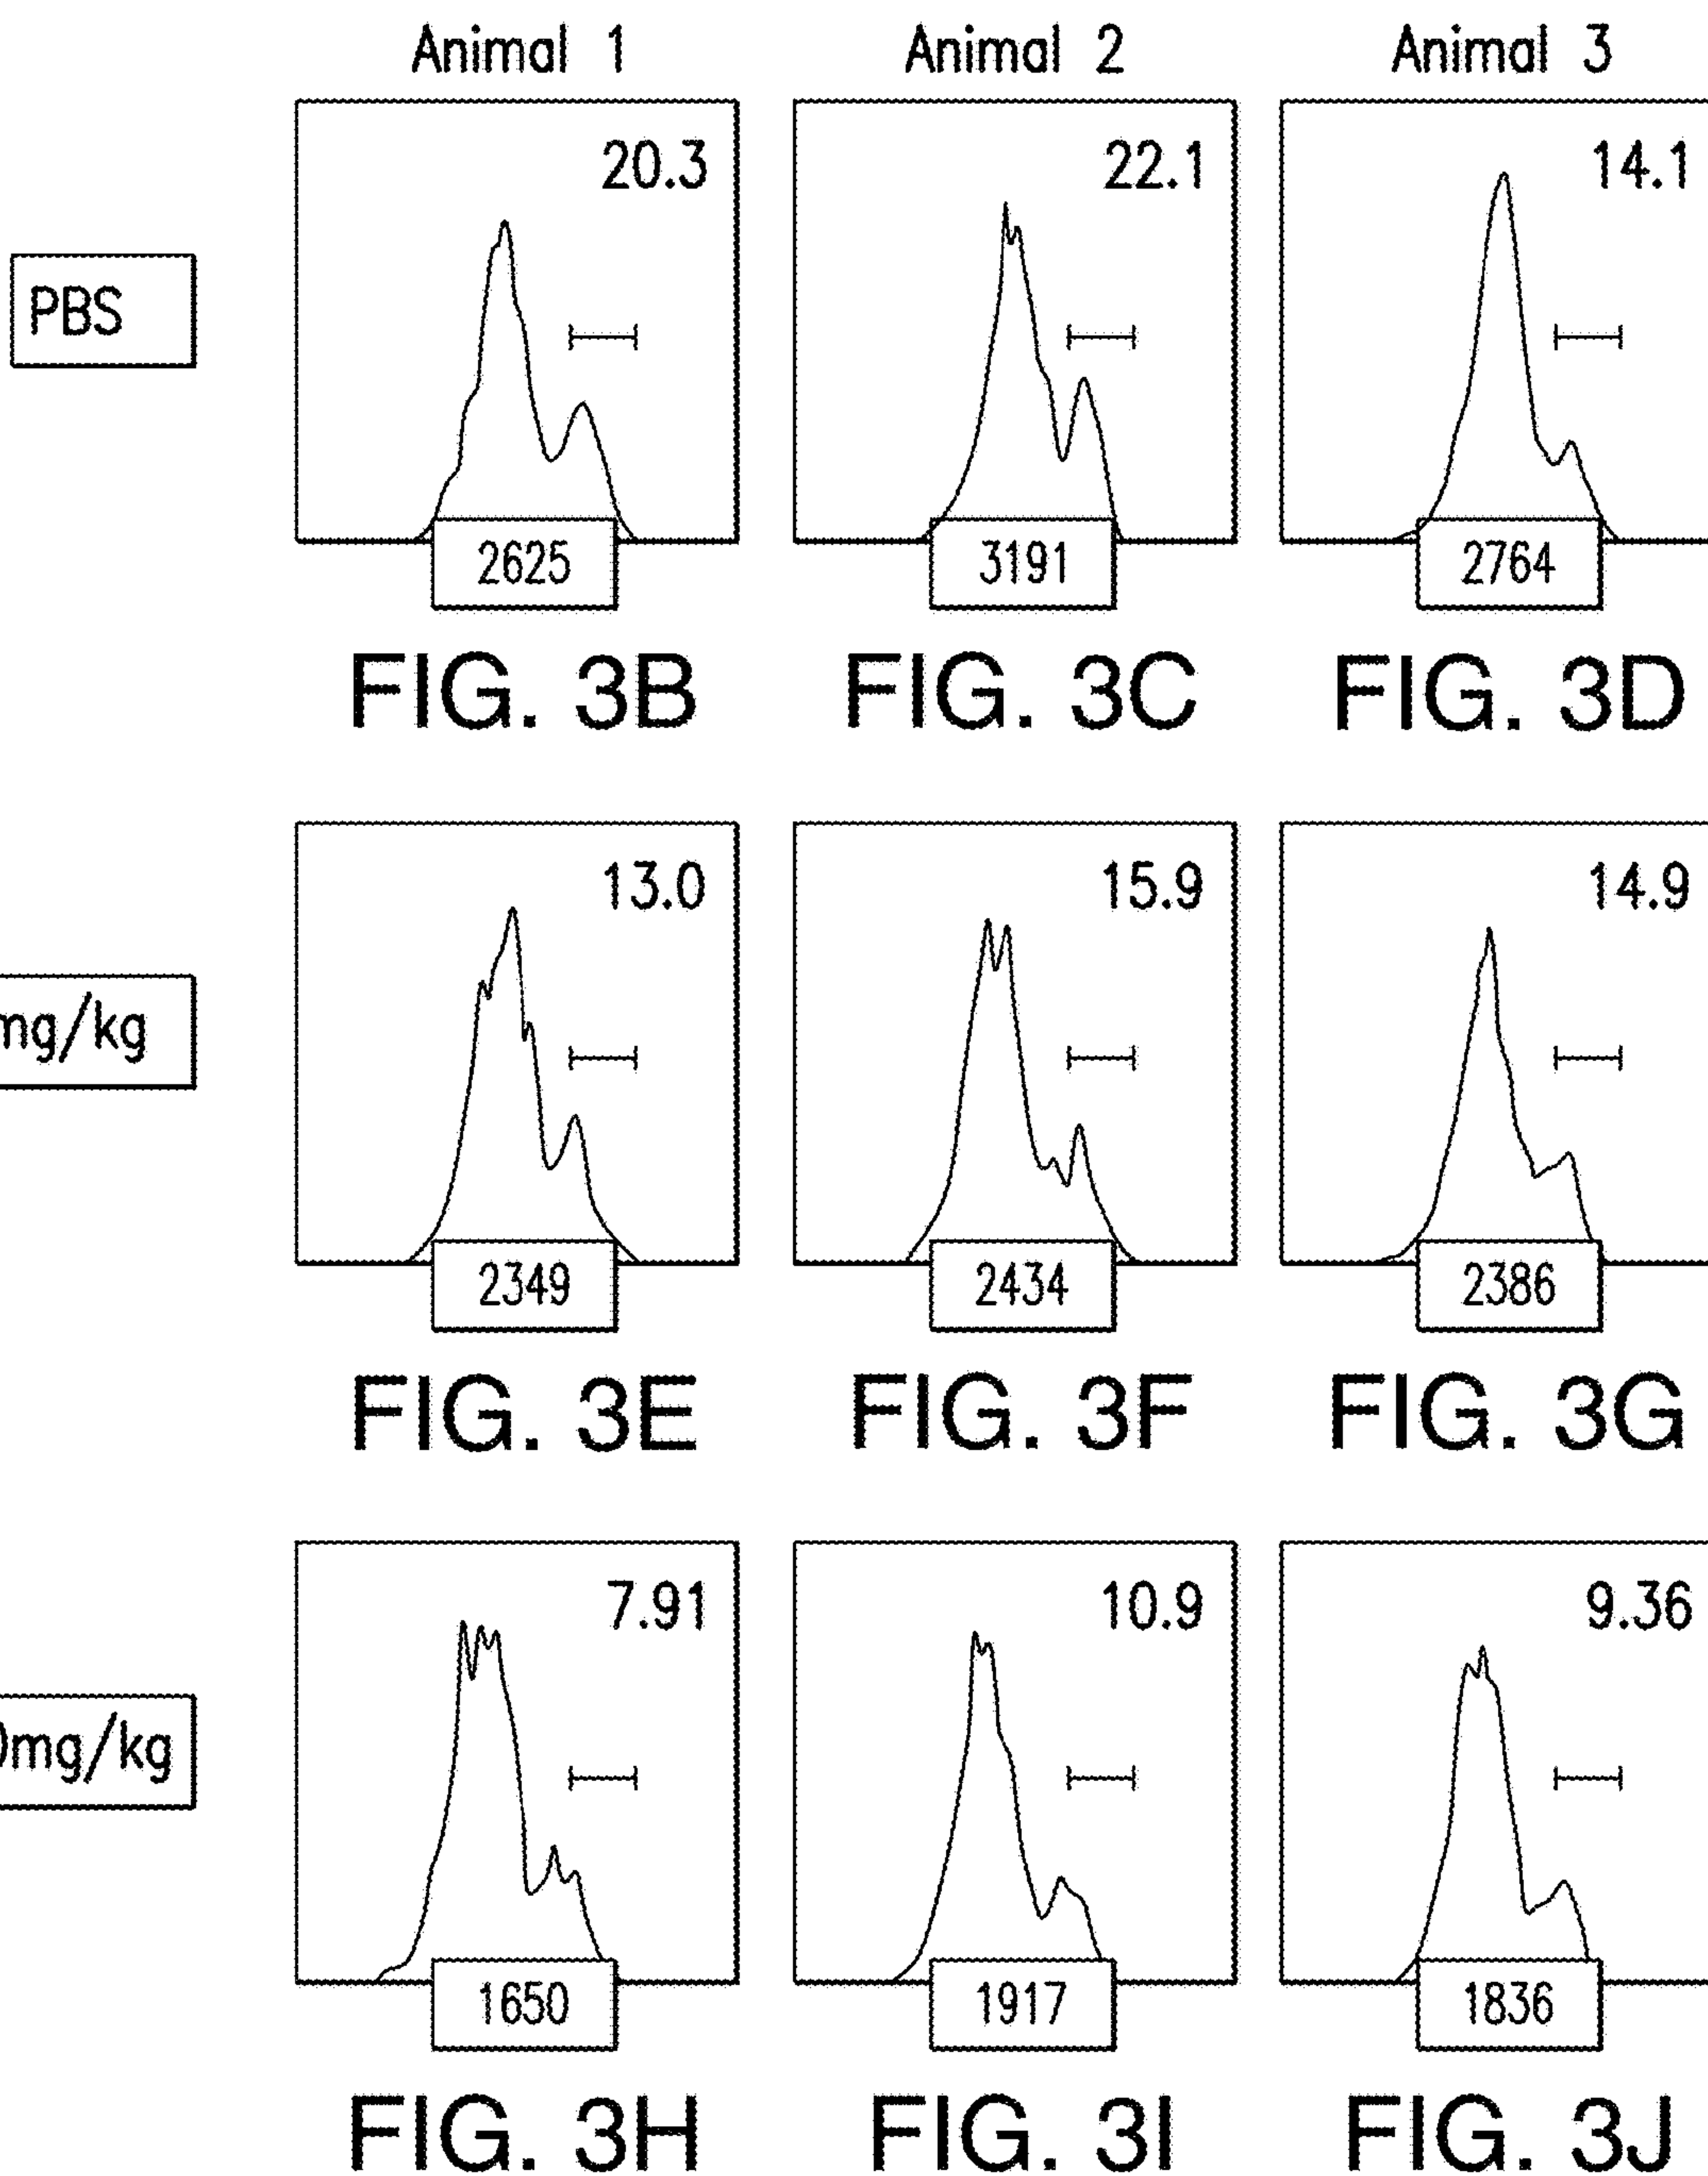 Animal 1 Animal 2 Animal 3
20.3 22.1 14.1
PBS
2625 3191 2764
FIG. 3B FIG. 3C FIG. 3D
13.0 15.9 14.9
mg/kg
2349 2434 2386
FIG. 3E FIG. 3F FIG. 3G
7.91 10.9 9.36
0mg/kg
1650 1917 1836
FIG. 3H FIG. 3I FIG. 3J